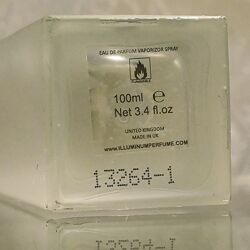 EAU DE PARFUM VAPORIZOR SPRAY
100ml e
Net 3.4 fl.oz
UNITED KINGDOM
MADE IN UK
WWW.ILLUMINUMPERFUME.COM
13264-1